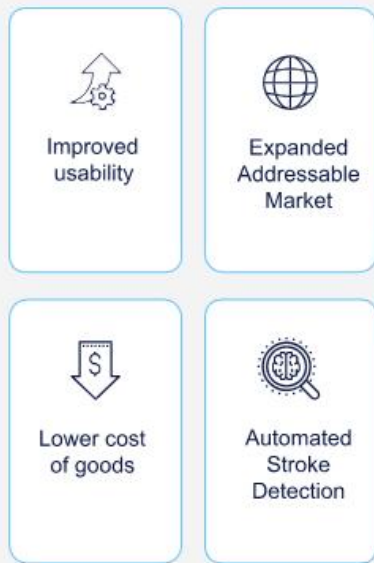 Improved
usability
Expanded
Addressable
Market
$
Lower cost
of goods
Automated
Stroke
Detection